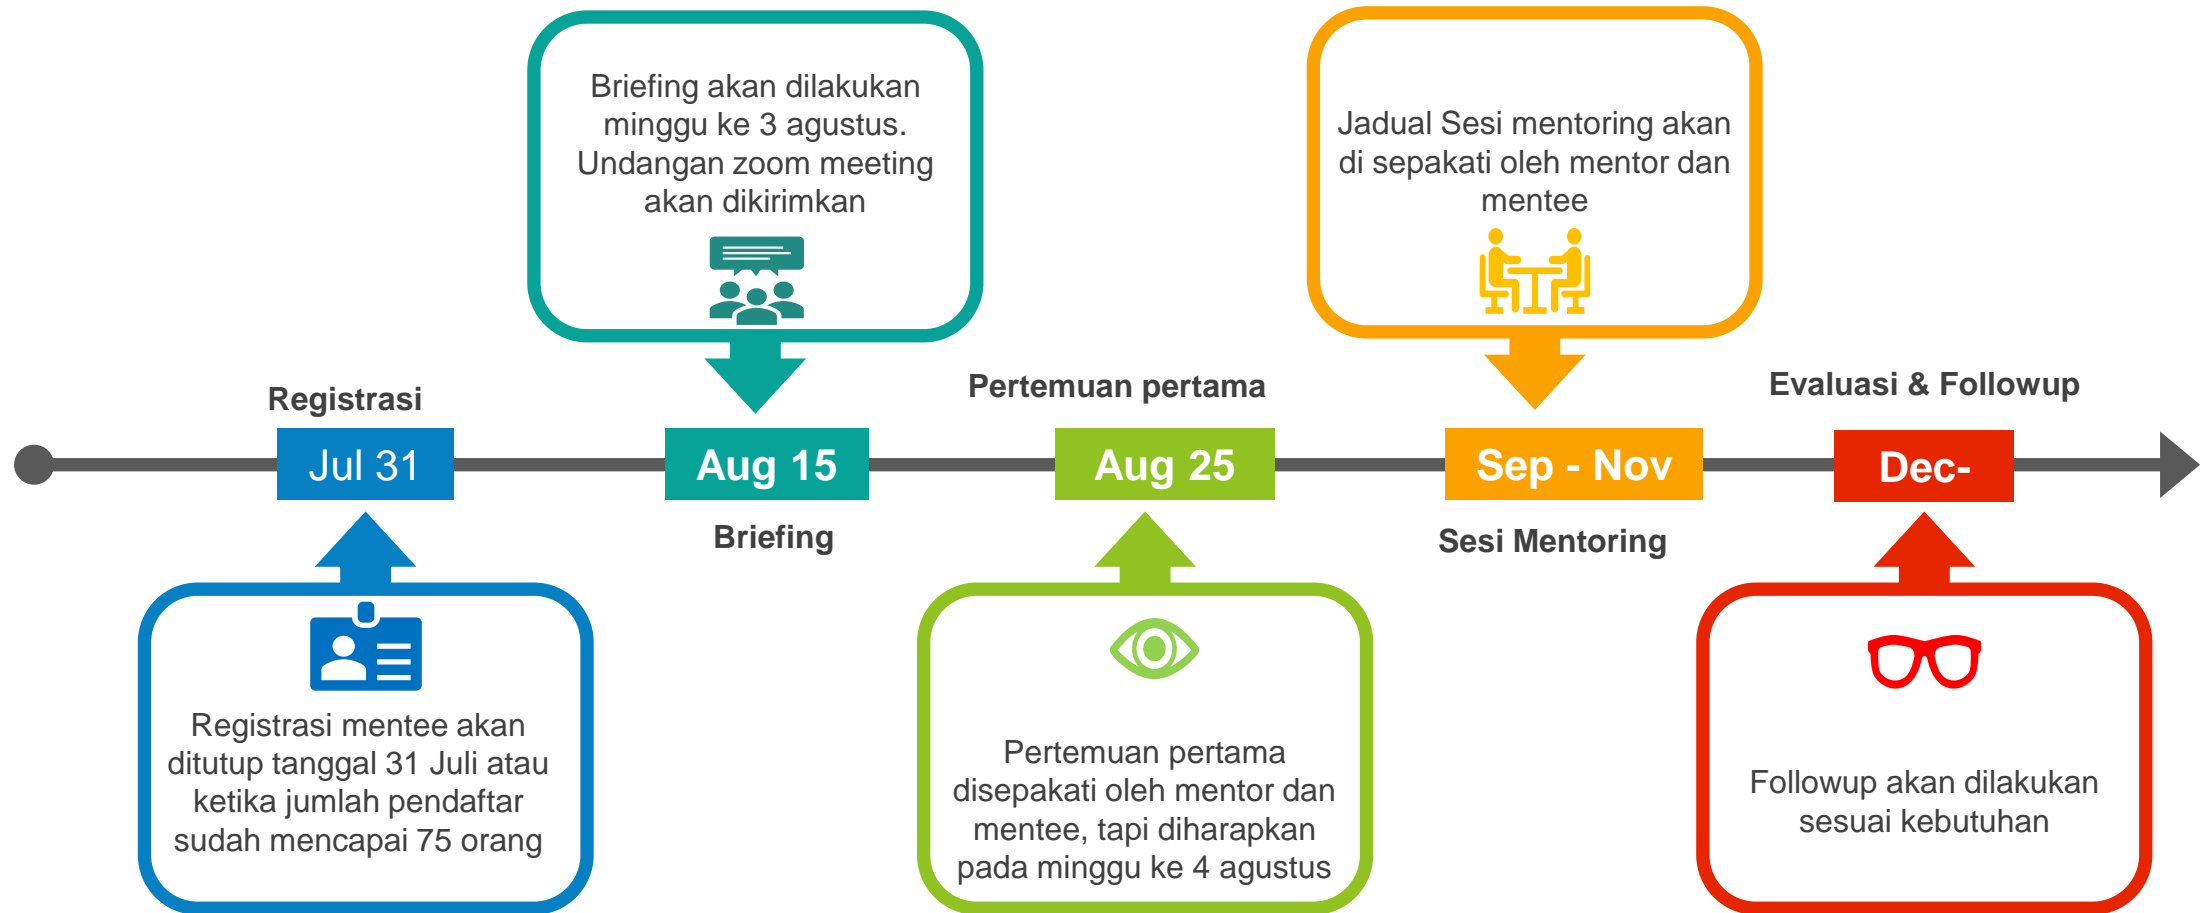 Briefing akan dilakukan
minggu ke 3 agustus.
Undangan zoom meeting
akan dikirimkan
Jadual Sesi mentoring akan
di sepakati oleh mentor dan
mentee
Registrasi
Pertemuan pertama
Evaluasi & Followup
Jul 31
Aug 15
Aug 25
Sep - Nov
Dec-
Briefing
Sesi Mentoring
Registrasi mentee akan
ditutup tanggal 31 Juli atau
ketika jumlah pendaftar
sudah mencapai 75 orang
Pertemuan pertama
disepakati oleh mentor dan
mentee, tapi diharapkan
pada minggu ke 4 agustus
Followup akan dilakukan
sesuai kebutuhan